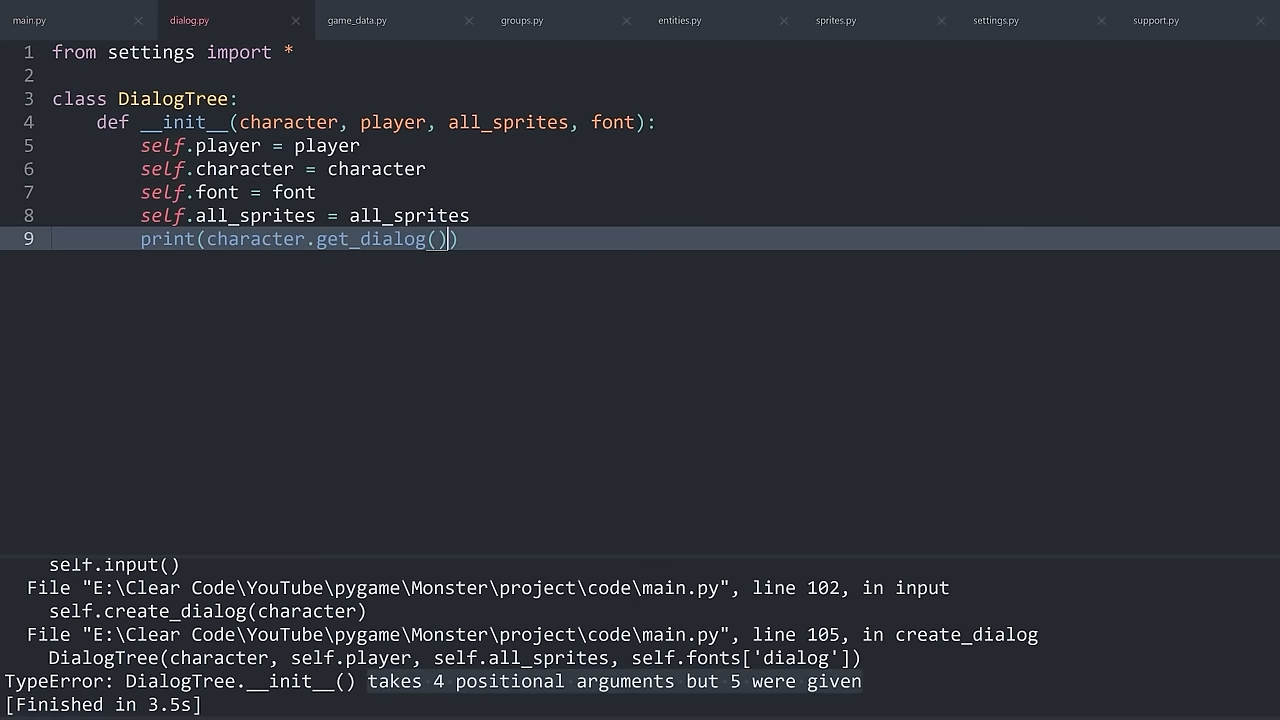 main.py dialog.py game_data.py groups.py entities.py sprites.py settings.py support.py
1 from settings import *
2
3 class DialogTree:
4     def __init__(character, player, all_sprites, font):
5         self.player = player
6         self.character = character
7         self.font = font
8         self.all_sprites = all_sprites
9         print(character.get_dialog())
    self.input()
  File "E:\Clear Code\YouTube\pygame\Monster\project\code\main.py", line 102, in input
    self.create_dialog(character)
  File "E:\Clear Code\YouTube\pygame\Monster\project\code\main.py", line 105, in create_dialog
    DialogTree(character, self.player, self.all_sprites, self.fonts['dialog'])
TypeError: DialogTree.__init__() takes 4 positional arguments but 5 were given
[Finished in 3.5s]